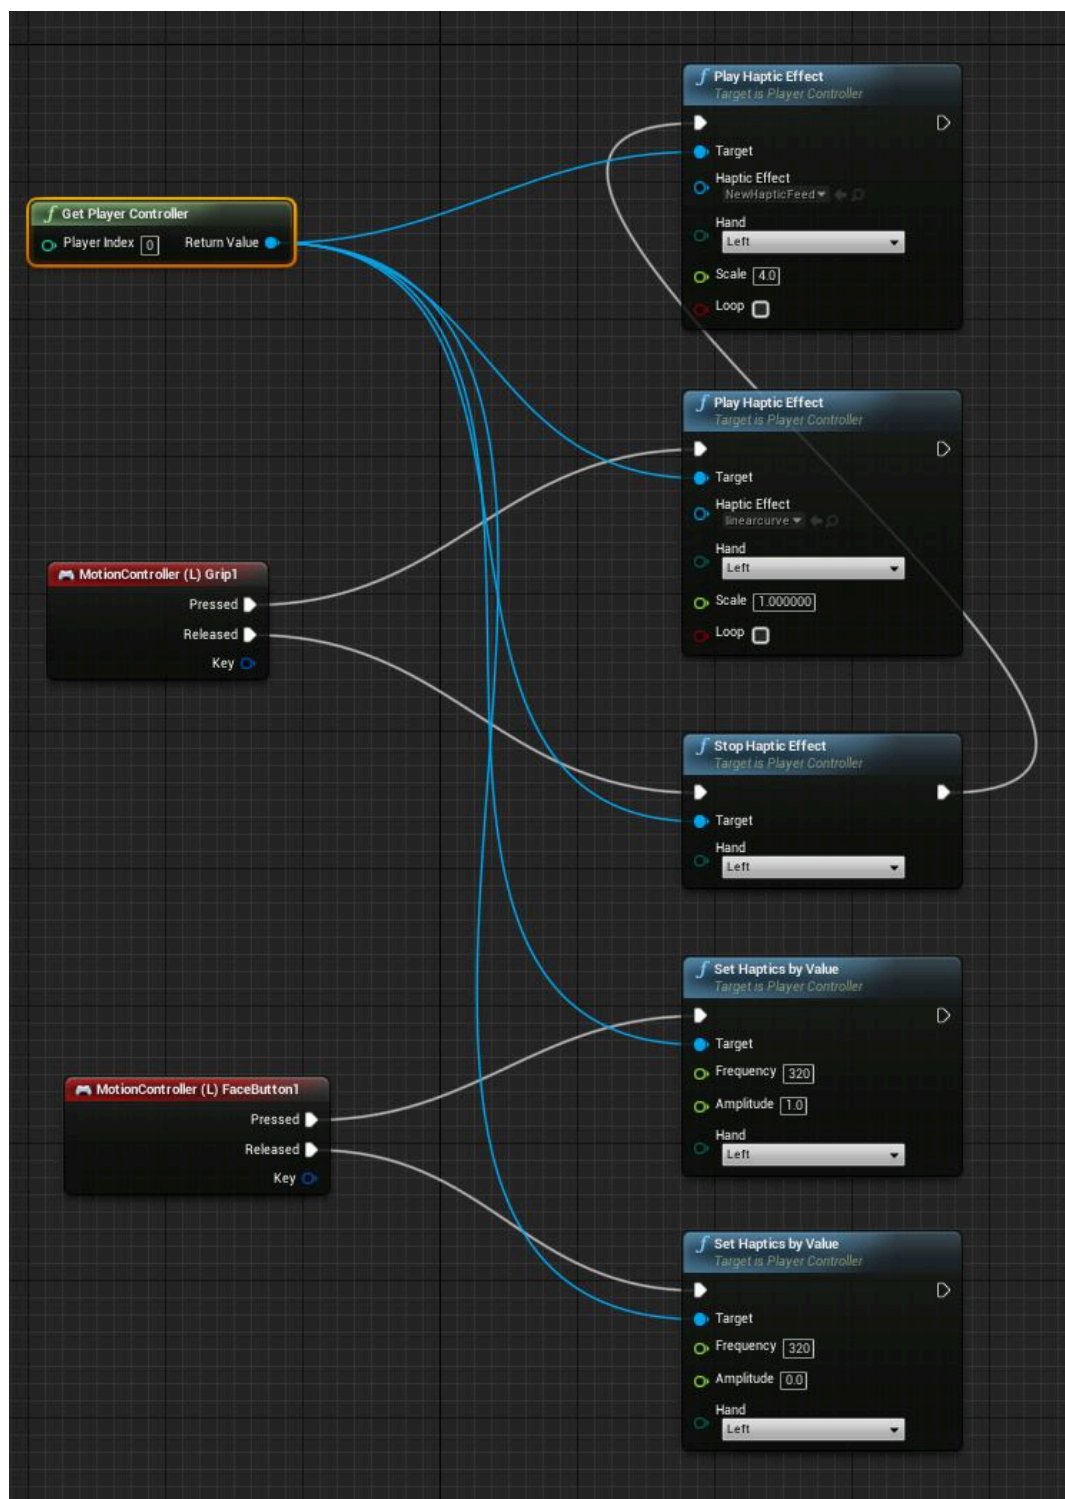 Play Haptic Effect
Target is Player Controller
Target
Haptic Effect
NewHapticFeed
Hand
Left
Scale 4.0
Loop
Get Player Controller
Player Index 0 Return Value
Play Haptic Effect
Target is Player Controller
Target
Haptic Effect
linearcurve
Hand
Left
Scale 1.000000
Loop
MotionController (L) Grip1
Pressed
Released
Key
Stop Haptic Effect
Target is Player Controller
Target
Hand
Left
Set Haptics by Value
Target is Player Controller
Target
Frequency 320
Amplitude 1.0
Hand
Left
MotionController (L) FaceButton1
Pressed
Released
Key
Set Haptics by Value
Target is Player Controller
Target
Frequency 320
Amplitude 0.0
Hand
Left